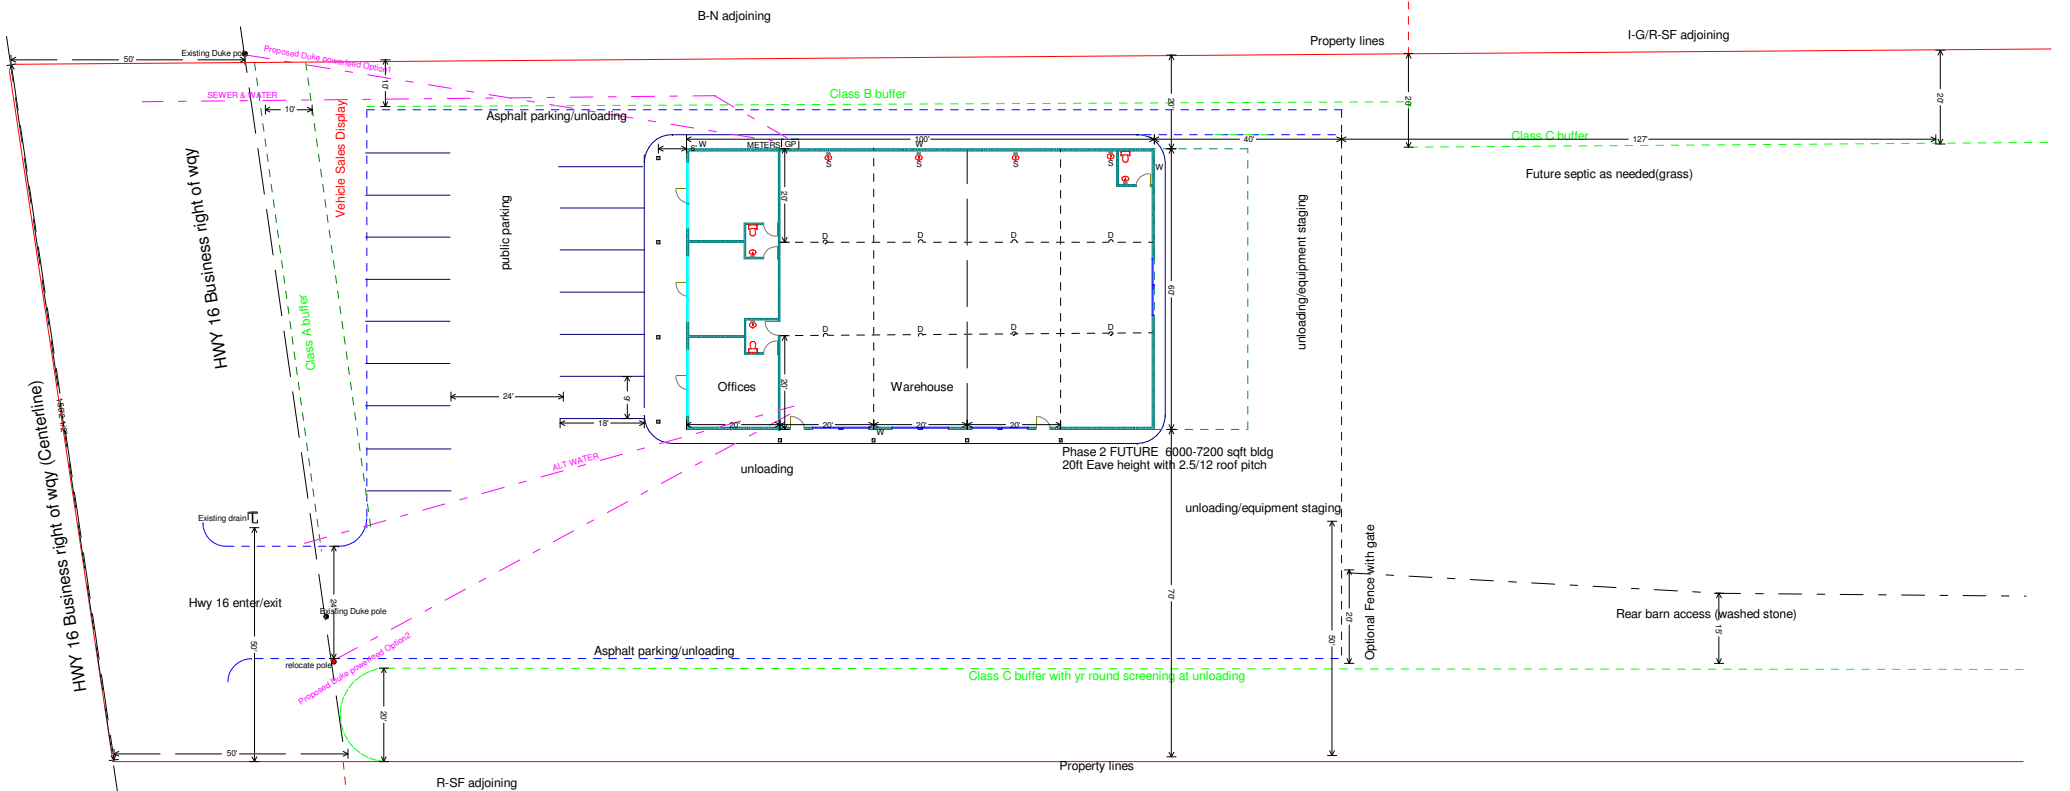 B-N adjoining
I-G/R-SF adjoining
Property lines
Existing Duke pol
Proposed Duke powerfeed Option1
50'
10'
SEWER & WATER
10'
Class B buffer
20'
20'
20'
Asphalt parking/unloading
Class C buffer
100'
40'
127'
6'
W
METERS
GP
W
S
S
S
S
W
Future septic as needed(grass)
Vehicle Sales Display
HWY 16 Business right of wqy
public parking
20'
unloading/equipment staging
D
D
D
D
60'
Class A buffer
D
D
D
D
Offices
Warehouse
24'
9'
20'
18'
20'
20'
20'
20'
W
HWY 16 Business right of wqy (Centerline)
ALT WATER
unloading
Phase 2 FUTURE 6000-7200 sqft bldg
20ft Eave height with 2.5/12 roof pitch
unloading/equipment staging
Existing drain
Optional Fence with gate
70'
Hwy 16 enter/exit
24'
Existing Duke pole
20'
Rear barn access (washed stone)
15'
50'
50'
relocate pole
Asphalt parking/unloading
Proposed Duke powerfeed Option2
Class C buffer with yr round screening at unloading
20'
50'
Property lines
R-SF adjoining